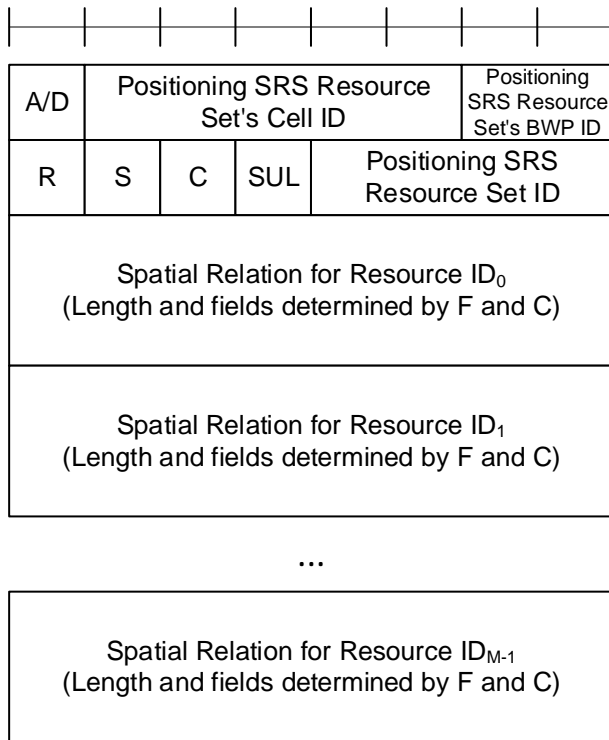 A/D
Positioning SRS Resource
Set's Cell ID
Positioning
SRS Resource
Set's BWP ID
R
S
C
SUL
Positioning SRS
Resource Set ID
Spatial Relation for Resource ID₀
(Length and fields determined by F and C)
Spatial Relation for Resource ID₁
(Length and fields determined by F and C)
...
Spatial Relation for Resource ID_M-1
(Length and fields determined by F and C)